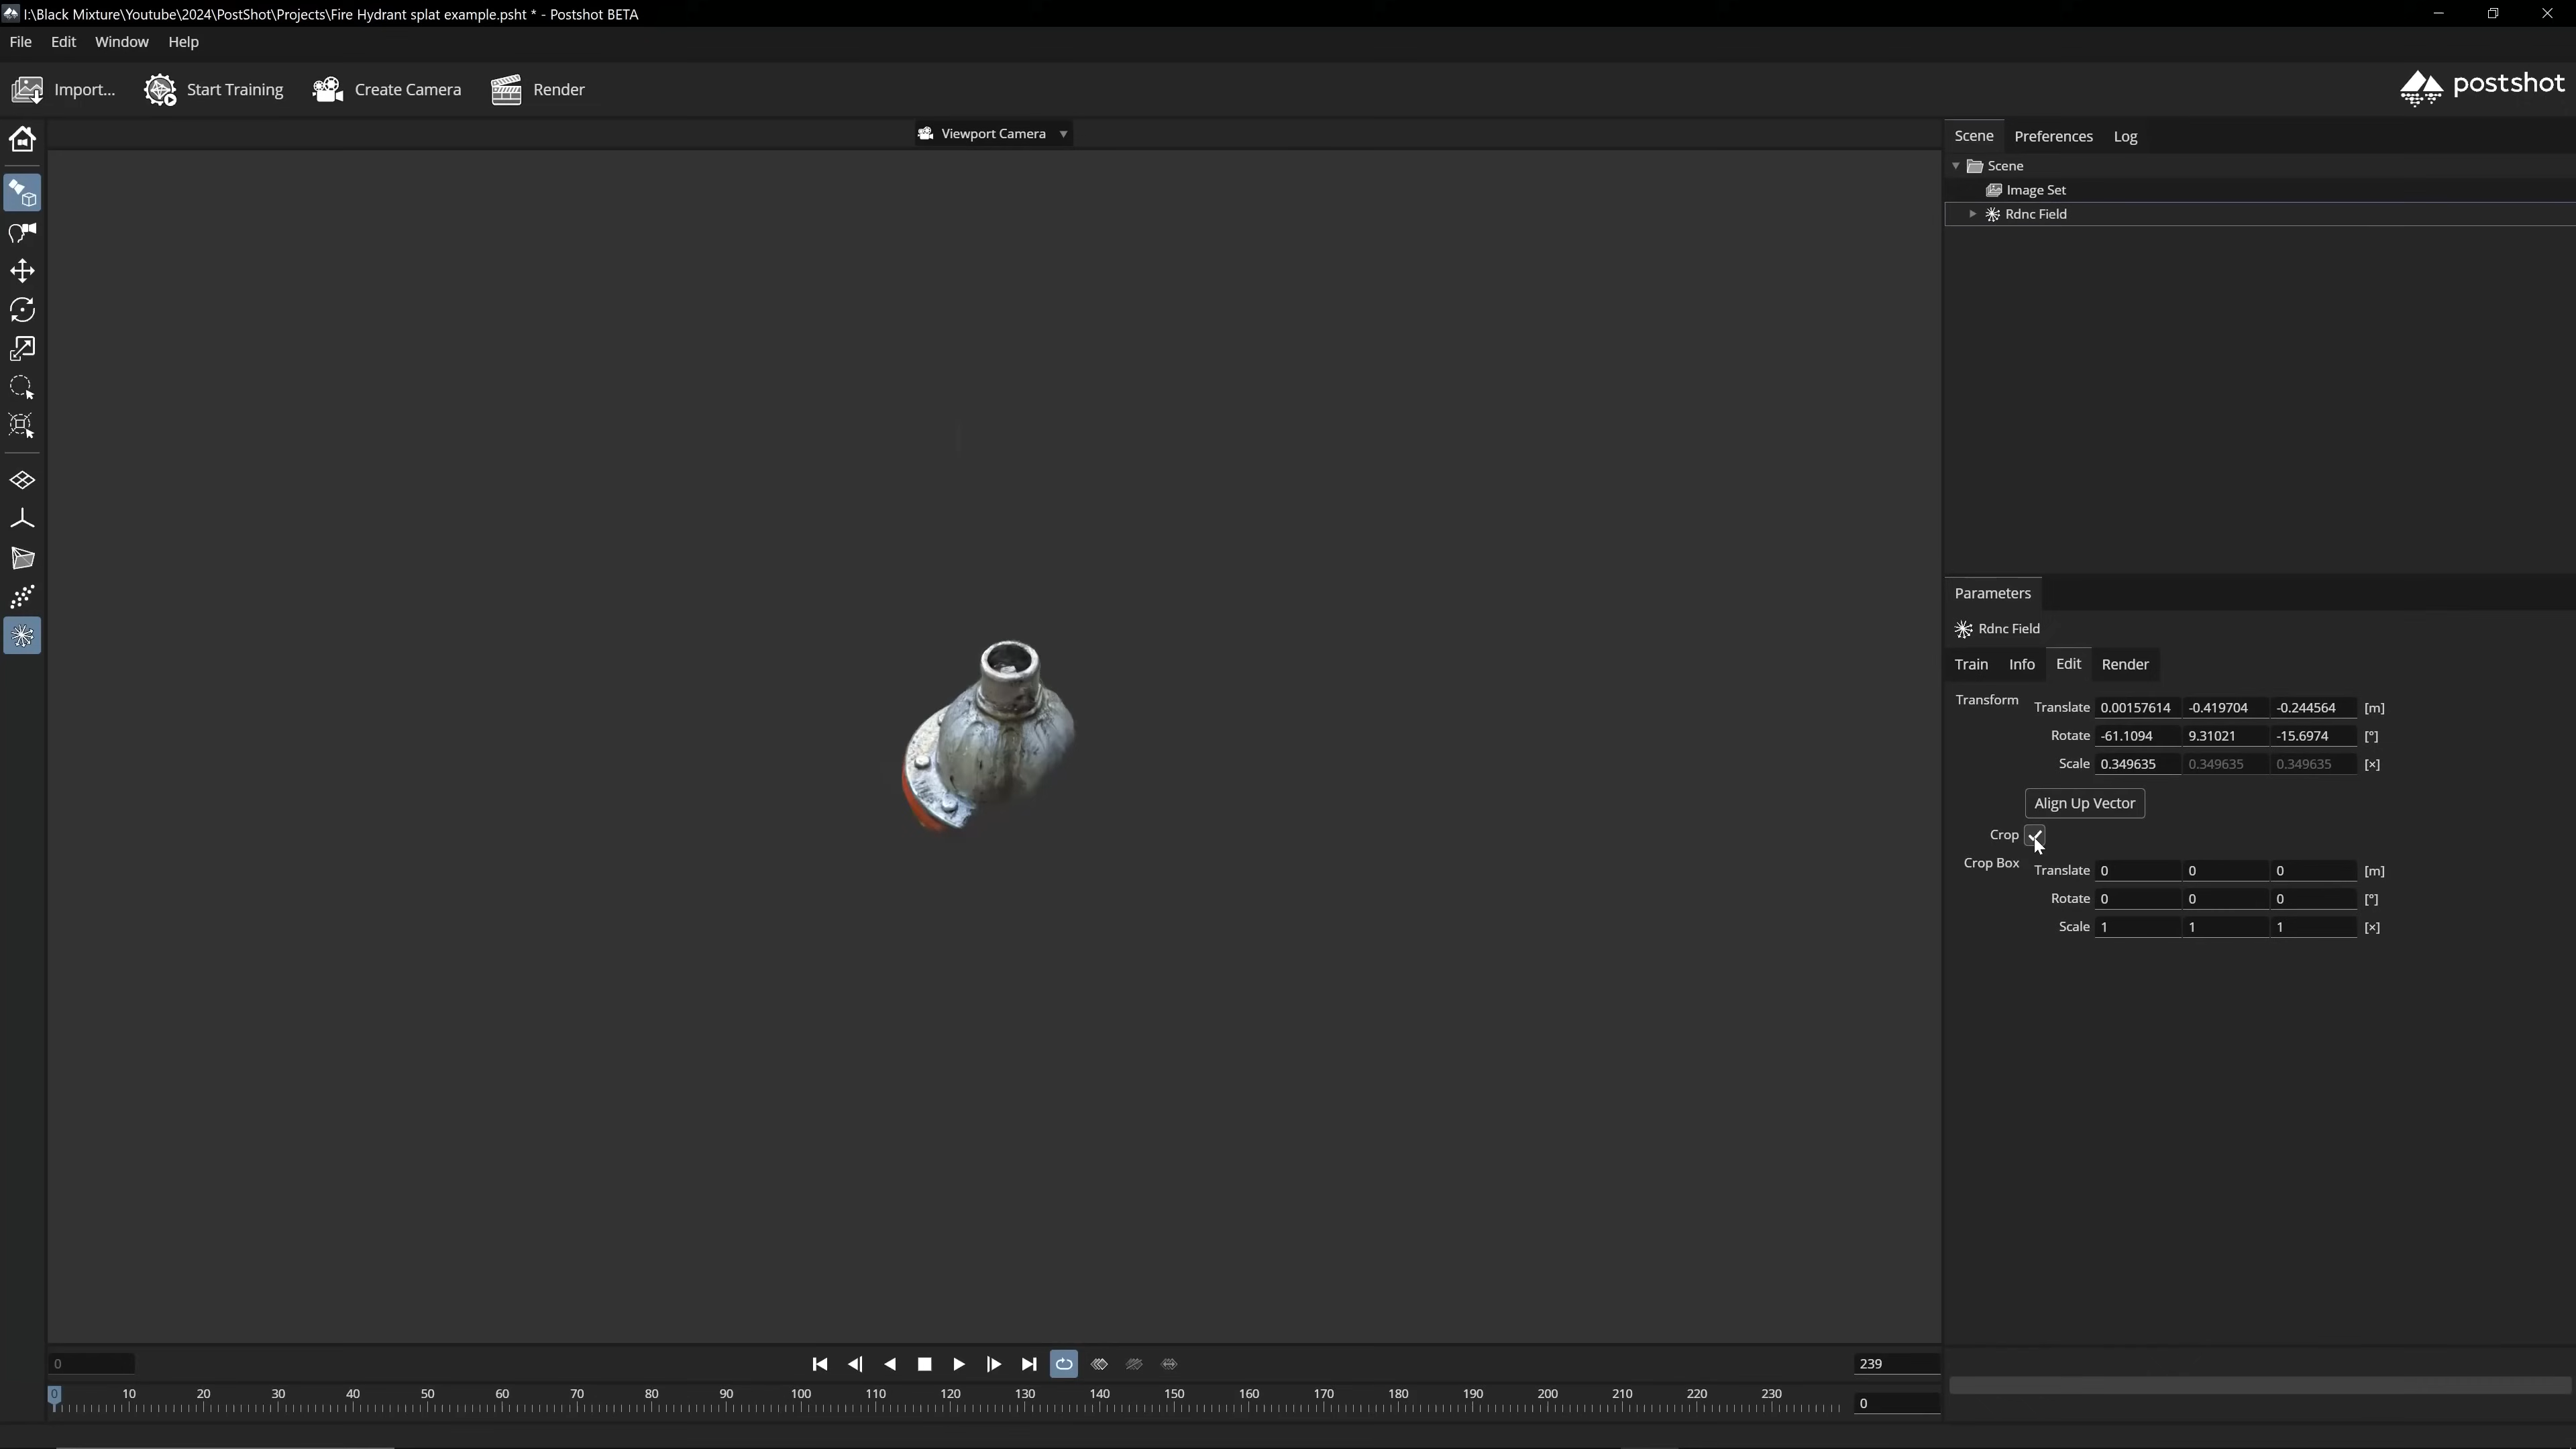 I:\Black Mixture\Youtube\2024\PostShot\Projects\Fire Hydrant splat example.psht * - Postshot BETA
File Edit Window Help
Import... Start Training Create Camera Render
postshot
Viewport Camera
Scene Preferences Log
Scene
Image Set
Rdnc Field
Parameters
Rdnc Field
Train Info Edit Render
Transform
Translate 0.00157614 -0.419704 -0.244564 [m]
Rotate -61.1094 9.31021 -15.6974 [°]
Scale 0.349635 0.349635 0.349635 [×]
Align Up Vector
Crop
Crop Box
Translate 0 0 0 [m]
Rotate 0 0 0 [°]
Scale 1 1 1 [×]
0 239
0 10 20 30 40 50 60 70 80 90 100 110 120 130 140 150 160 170 180 190 200 210 220 230
0